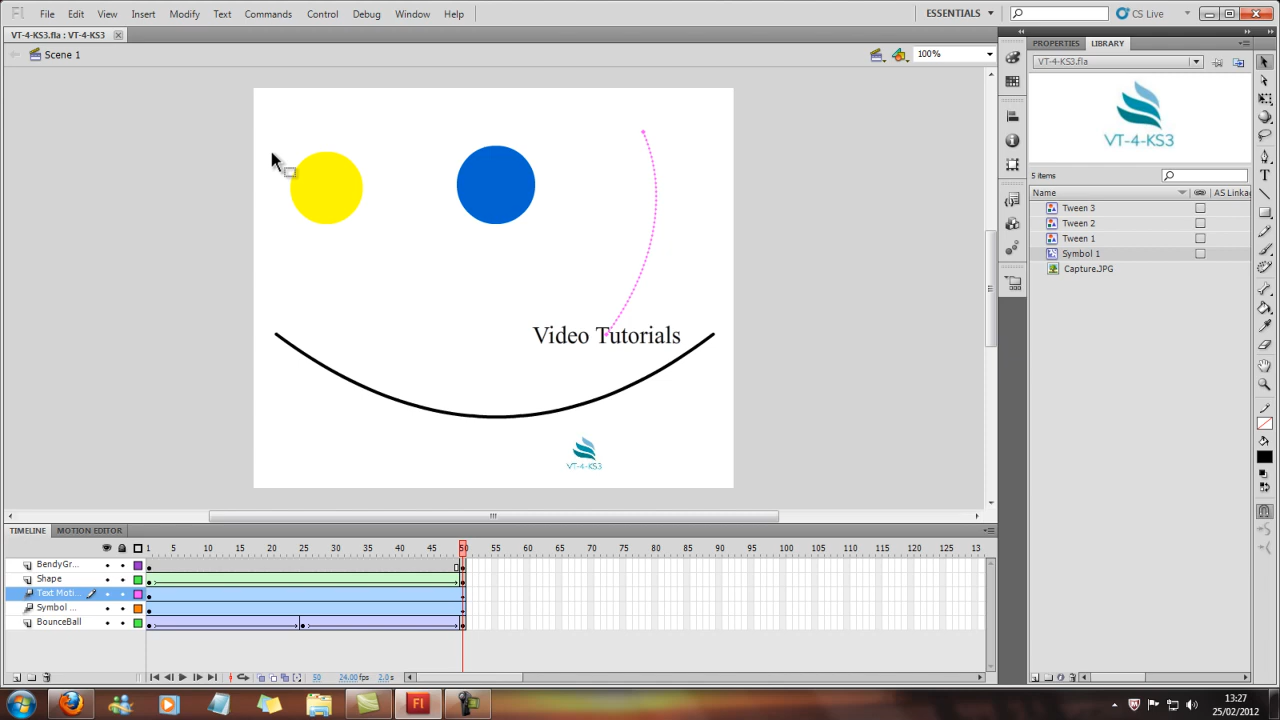 File Edit View Insert Modify Text Commands Control Debug Window Help
ESSENTIALS
CS Live
VT-4-KS3.fla : VT-4-KS3
Scene 1
100%
PROPERTIES LIBRARY
VT-4-KS3.fla
VT-4-KS3
5 items
Name AS Linka
Tween 3
Tween 2
Tween 1
Symbol 1
Capture.JPG
Video Tutorials
VT-4-KS3
TIMELINE MOTION EDITOR
1 5 10 15 20 25 30 35 40 45 50 55 60 65 70 75 80 85 90 95 100 105 110 115 120 125 13
BendyGr...
Shape
Text Moti...
Symbol ...
BounceBall
50 24.00fps 2.0s
Fl
13:27
25/02/2012